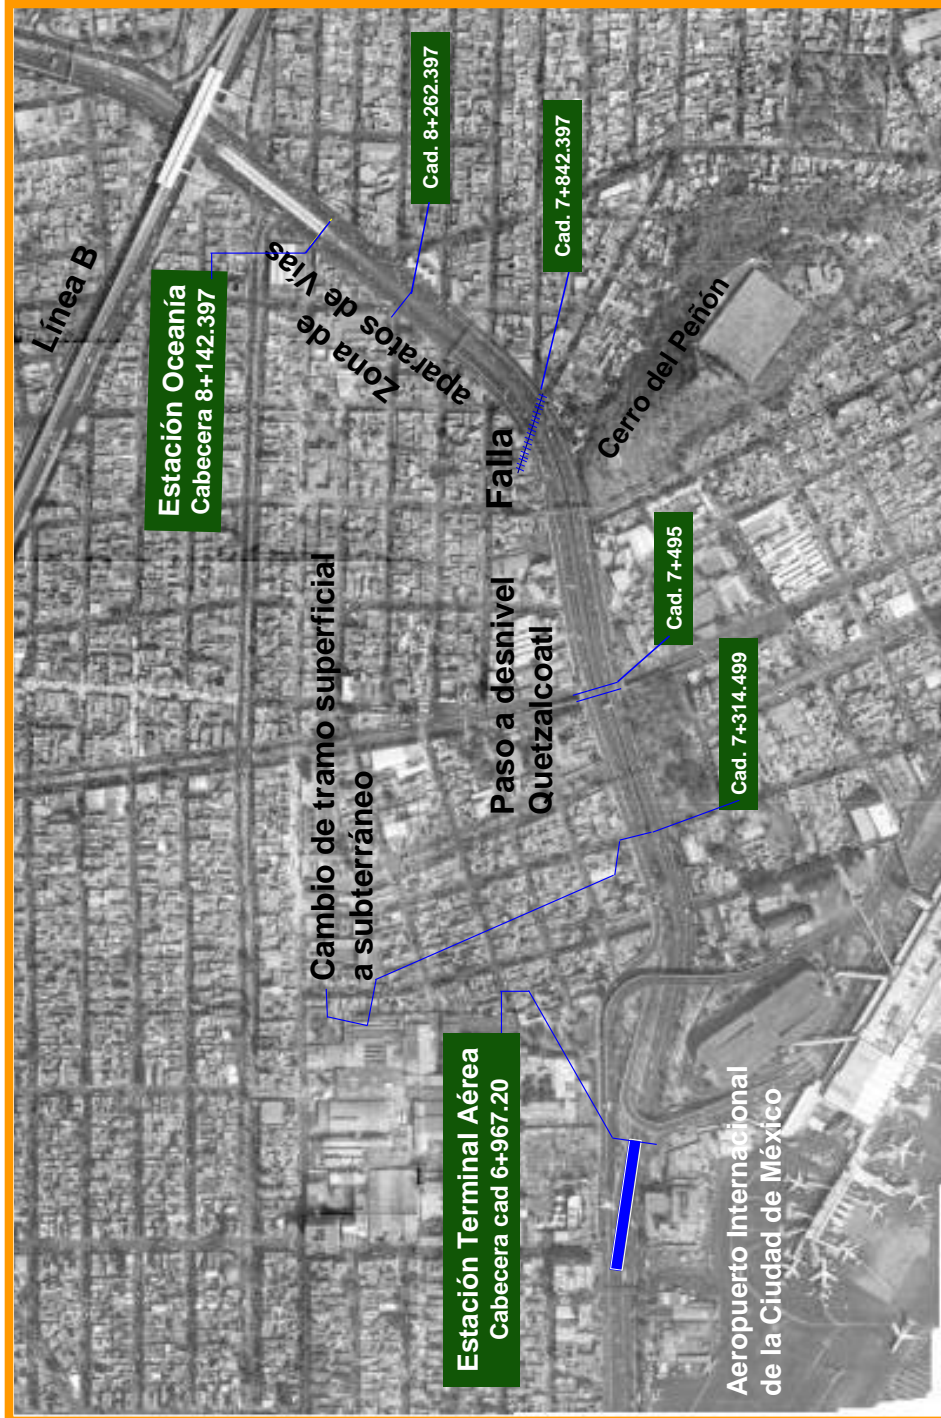 Línea B
Estación Oceanía
Cabecera 8+142.397
Zona de
aparatos de Vías
Cad. 8+262.397
Cad. 7+842.397
Falla
Cerro del Peñón
Cambio de tramo superficial
a subterráneo
Paso a desnivel
Quetzalcoatl
Cad. 7+495
Cad. 7+314.499
Estación Terminal Aérea
Cabecera cad 6+967.20
Aeropuerto Internacional
de la Ciudad de México